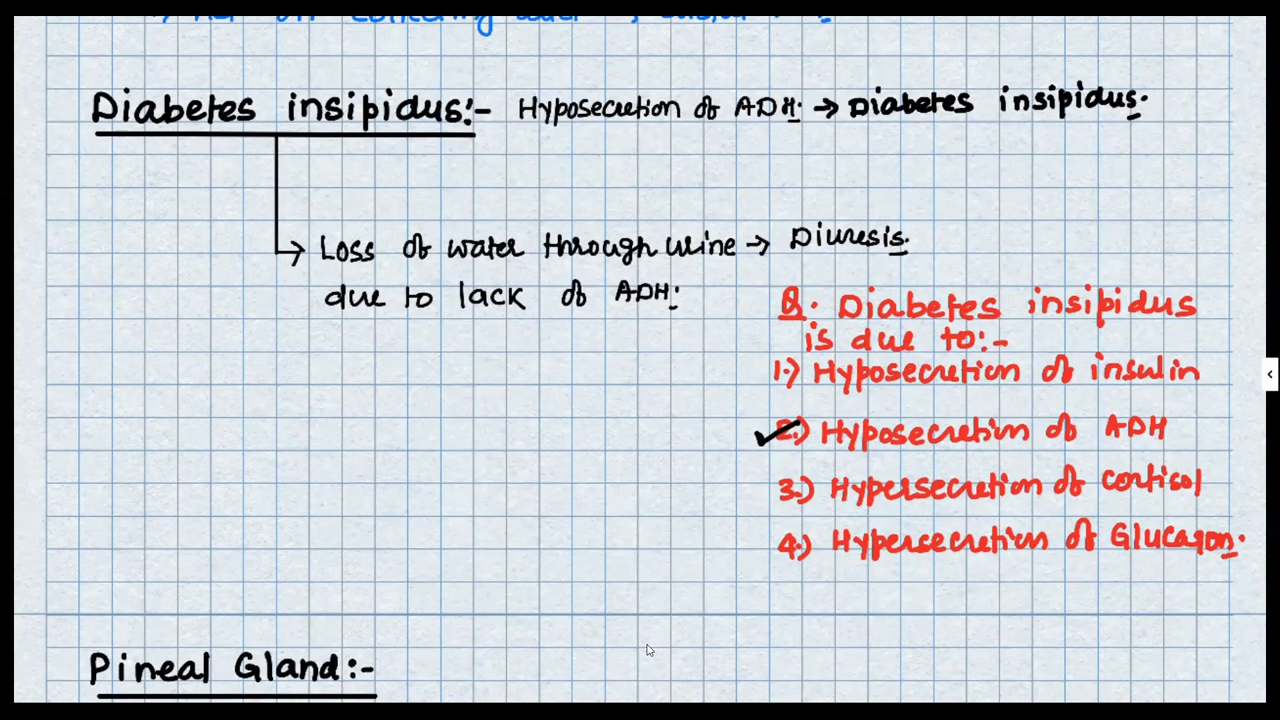 Diabetes insipidus:- Hyposecretion of ADH. → Diabetes insipidus.
→ Loss of water through urine → Diuresis.
due to lack of ADH.
Q. Diabetes insipidus
is due to:-
1.) Hyposecretion of insulin
2.) Hyposecretion of ADH
3.) Hypersecretion of cortisol
4.) Hypersecretion of Glucagon.
Pineal Gland:-